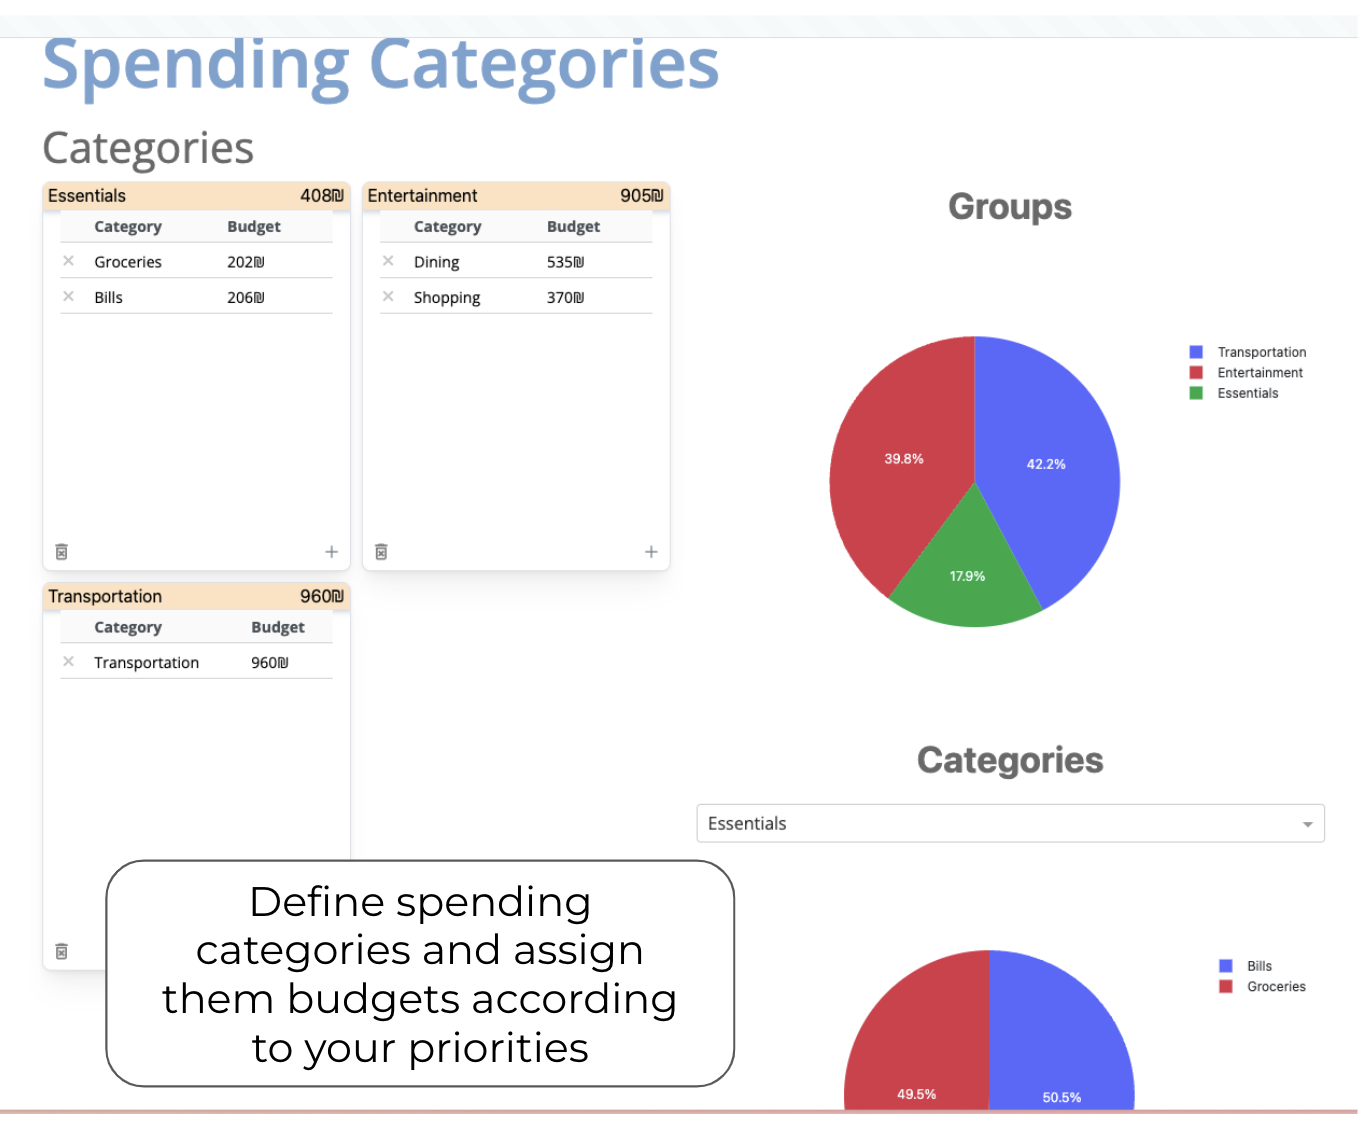 Spending Categories
Categories
Essentials 408₪
Category Budget
× Groceries 202₪
× Bills 206₪
Entertainment 905₪
Category Budget
× Dining 535₪
× Shopping 370₪
Transportation 960₪
Category Budget
× Transportation 960₪
Groups
Transportation
Entertainment
Essentials
39.8%
42.2%
17.9%
Categories
Essentials
Bills
Groceries
49.5%
50.5%
Define spending
categories and assign
them budgets according
to your priorities